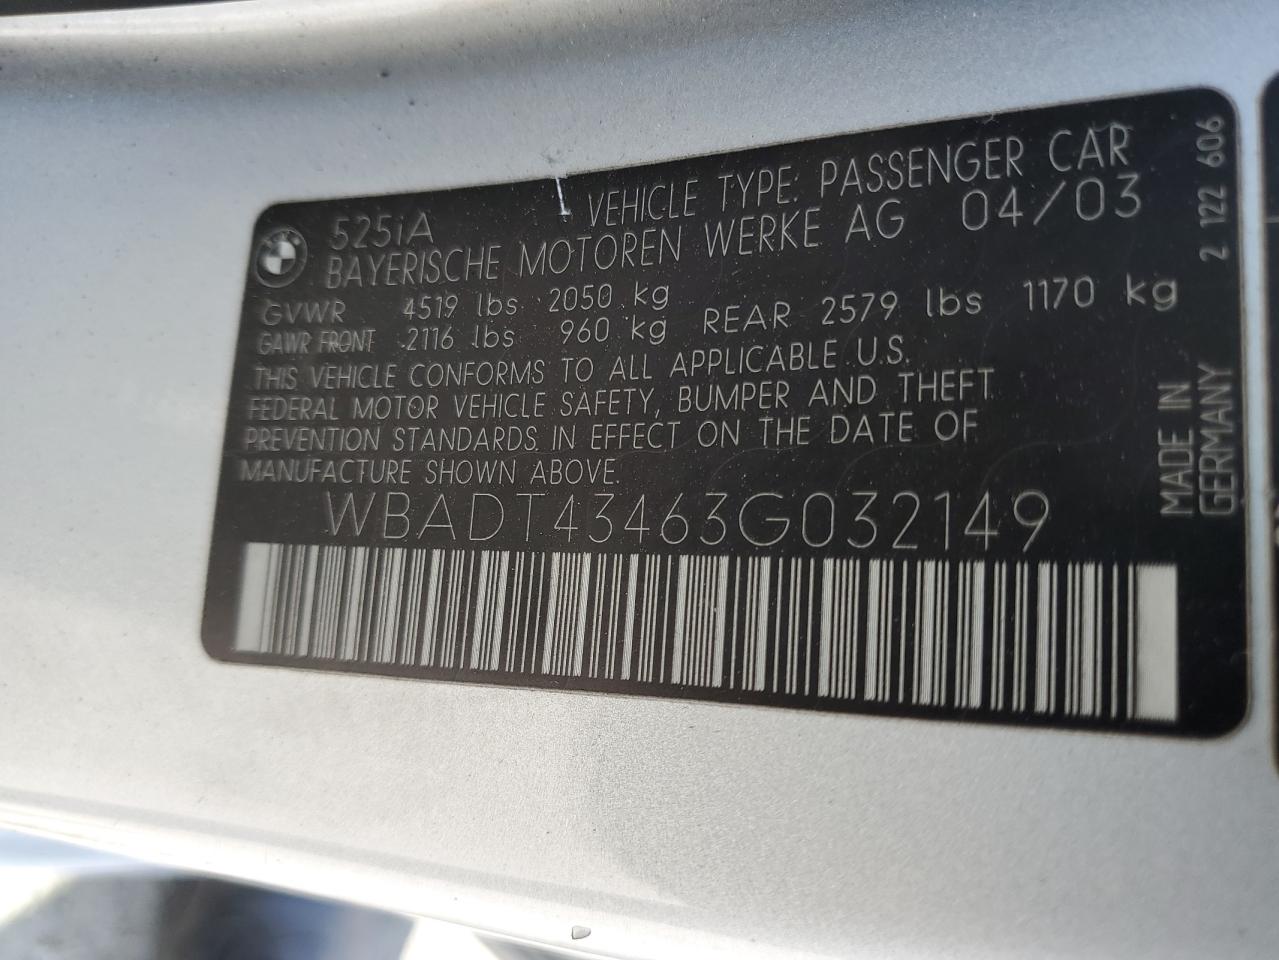 VEHICLE TYPE: PASSENGER CAR
525iA
BAYERISCHE MOTOREN WERKE AG 04/03
GVWR 4519 lbs 2050 kg
GAWR FRONT 2116 lbs 960 kg REAR 2579 lbs 1170 kg
THIS VEHICLE CONFORMS TO ALL APPLICABLE U.S.
FEDERAL MOTOR VEHICLE SAFETY, BUMPER AND THEFT
PREVENTION STANDARDS IN EFFECT ON THE DATE OF
MANUFACTURE SHOWN ABOVE.
WBADT43463G032149
2 122 606
MADE IN
GERMANY